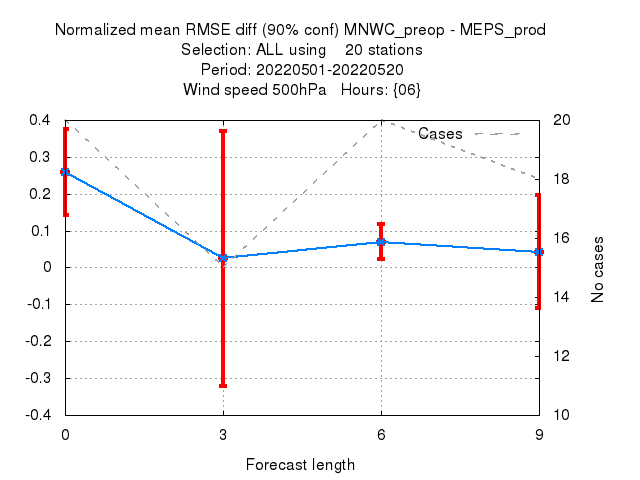 Normalized mean RMSE diff (90% conf) MNWC_preop - MEPS_prod
Selection: ALL using 20 stations
Period: 20220501-20220520
Wind speed 500hPa Hours: {06}
Cases
0.4
0.3
0.2
0.1
0
-0.1
-0.2
-0.3
-0.4
20
18
16
14
12
10
No cases
0 3 6 9
Forecast length